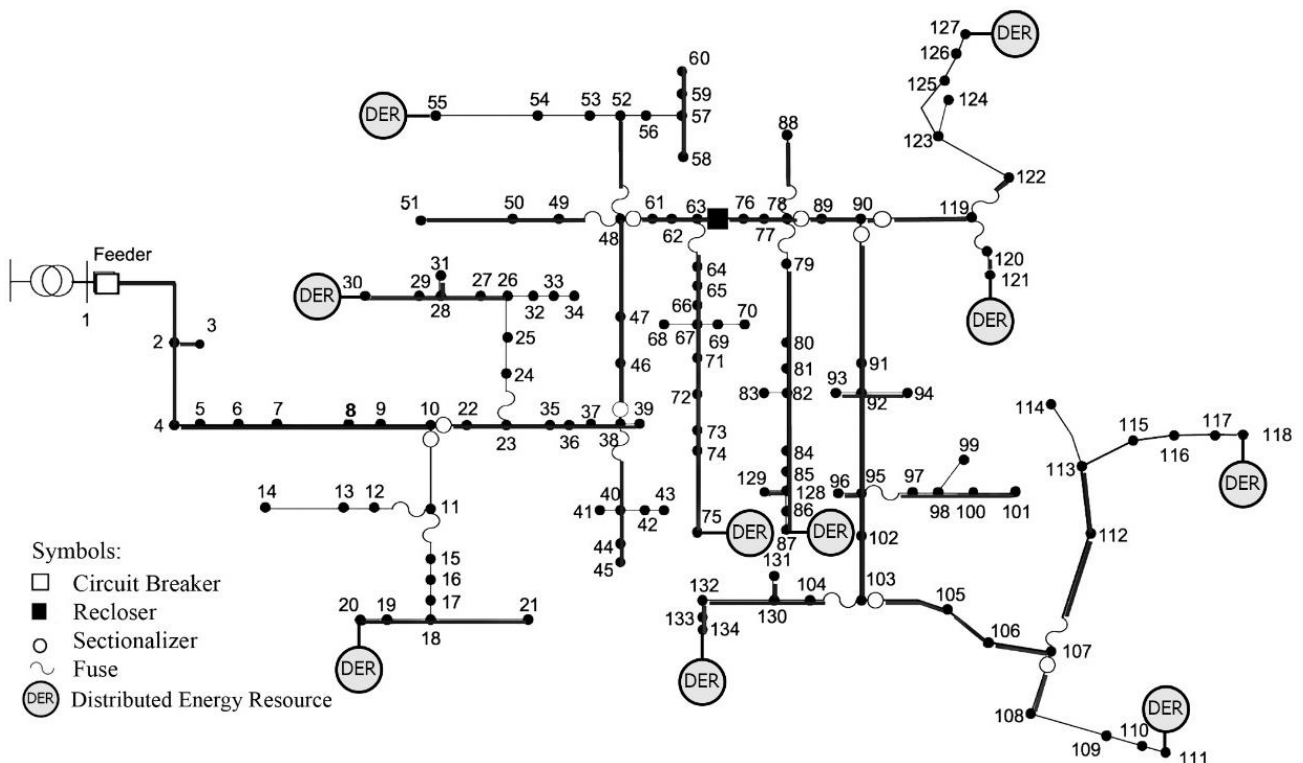 127 DER
126
125
124
123
122
60
59
57
58
DER 55 54 53 52 56
88
51 50 49 48 61 62 63 76 77 78 89 90 119
120
121
DER
Feeder
1
2 3
DER 30 29 28 31 27 26 32 33 34
25
24
64
65
66
68 67 69 70
71
72
73
74
75 DER
79
80
81
83 82
84
85
129 128
86
87 DER
47
46
91
93 92 94
4 5 6 7 8 9 10 22 23 35 36 37 38 39
114
115 116 117 118
113
DER
112
99
96 95 97 98 100 101
102
14 13 12 11
41 40 42 43
44
45
15
16
17
20 19 18 21
DER
131
132 130 104 103 105
133
134
DER
106 107
108
109 110 111
DER
Symbols:
Circuit Breaker
Recloser
Sectionalizer
Fuse
DER Distributed Energy Resource